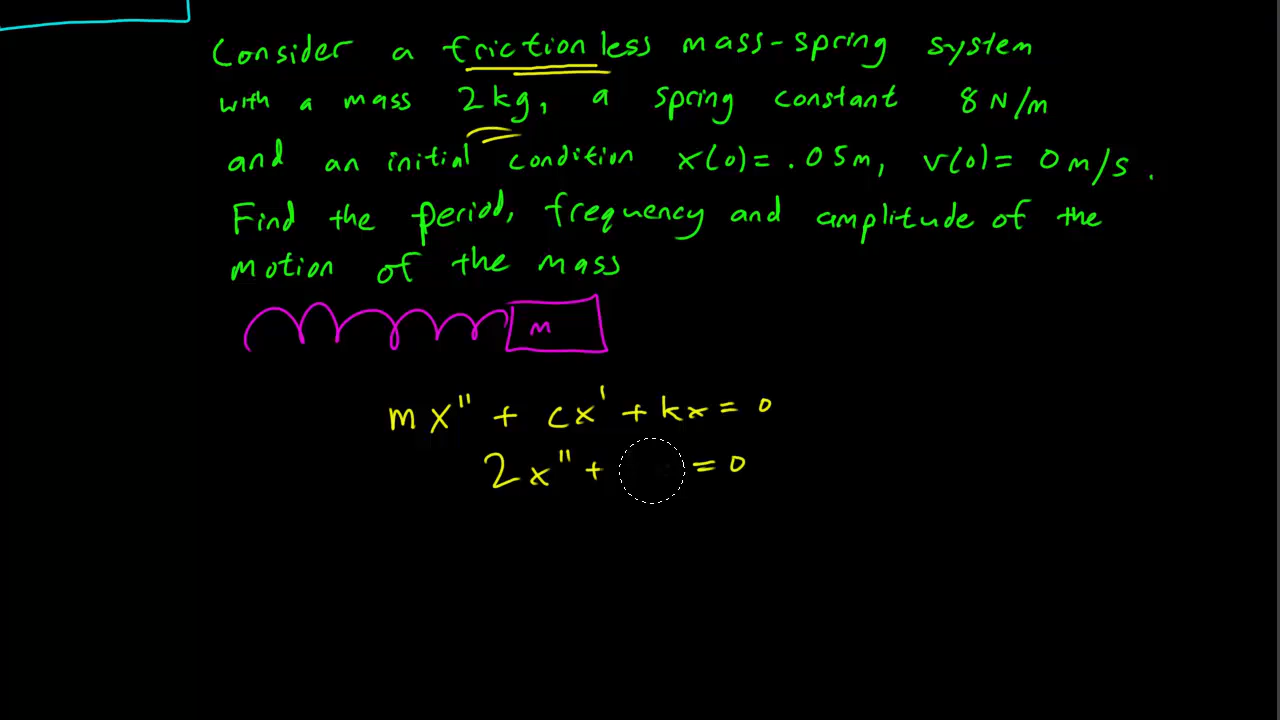 Consider a frictionless mass-spring system
with a mass 2kg, a spring constant 8 N/m
and an initial condition x(0)= .05m, v(0)= 0 m/s.
Find the period, frequency and amplitude of the
motion of the mass
m
mx" + cx' + kx = 0
2x" + = 0